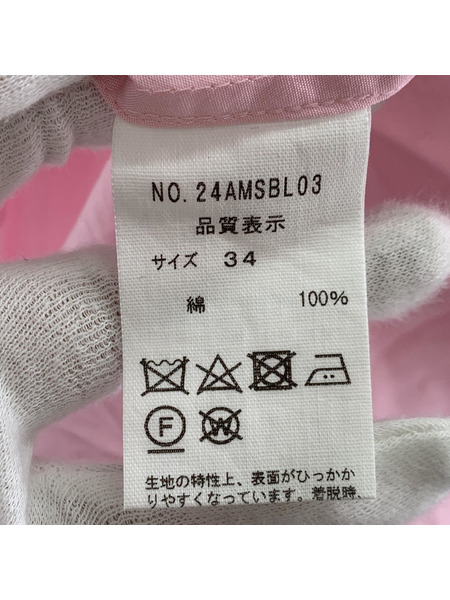 NO. 24AMSBL03
品質表示
サイズ 34
綿 100%
生地の特性上、表面がひっかか
りやすくなっています。着脱時、